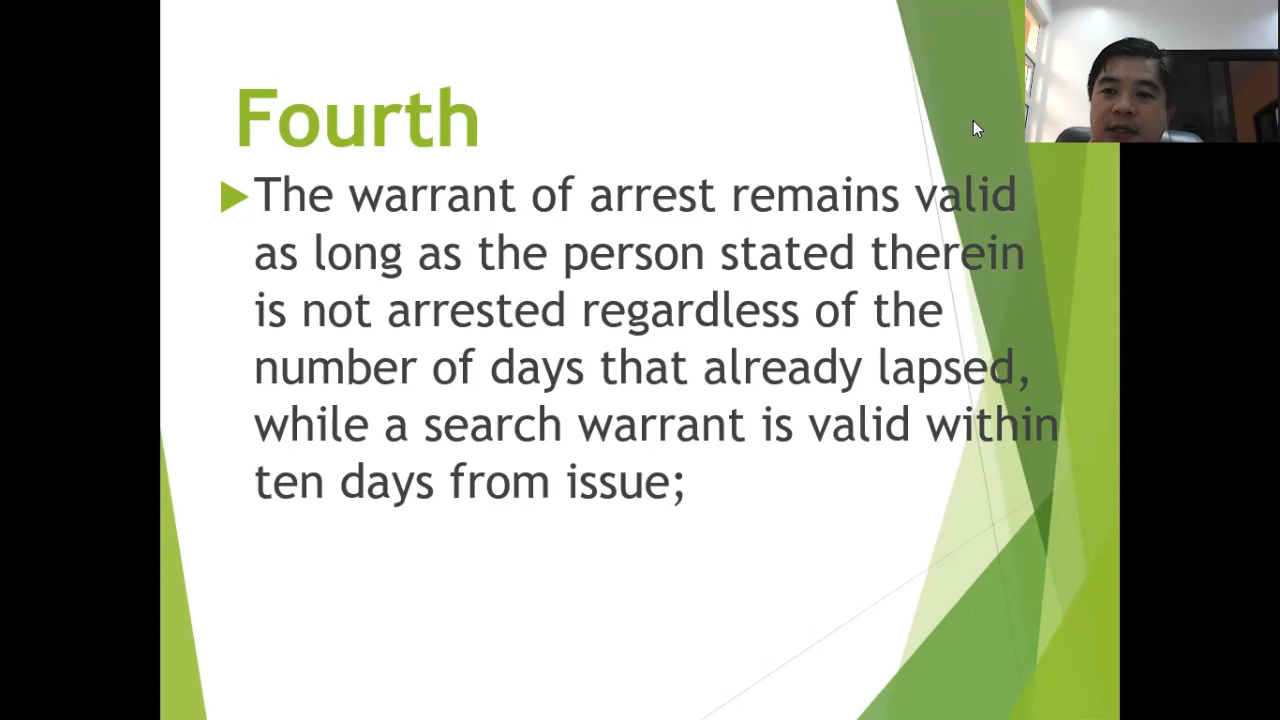 Fourth
The warrant of arrest remains valid
as long as the person stated therein
is not arrested regardless of the
number of days that already lapsed,
while a search warrant is valid within
ten days from issue;